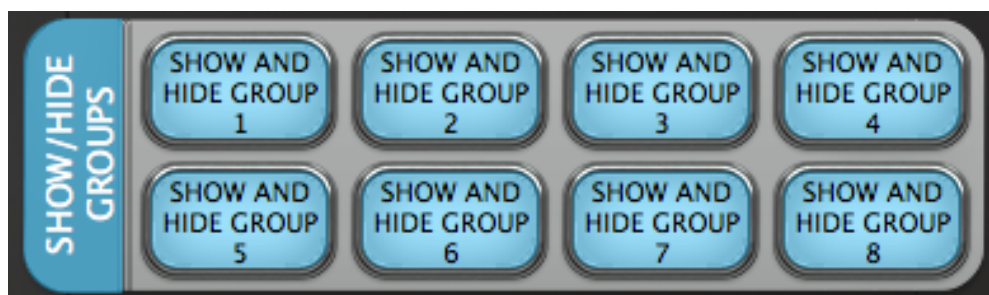 SHOW/HIDE
GROUPS
SHOW AND
HIDE GROUP
1
SHOW AND
HIDE GROUP
2
SHOW AND
HIDE GROUP
3
SHOW AND
HIDE GROUP
4
SHOW AND
HIDE GROUP
5
SHOW AND
HIDE GROUP
6
SHOW AND
HIDE GROUP
7
SHOW AND
HIDE GROUP
8